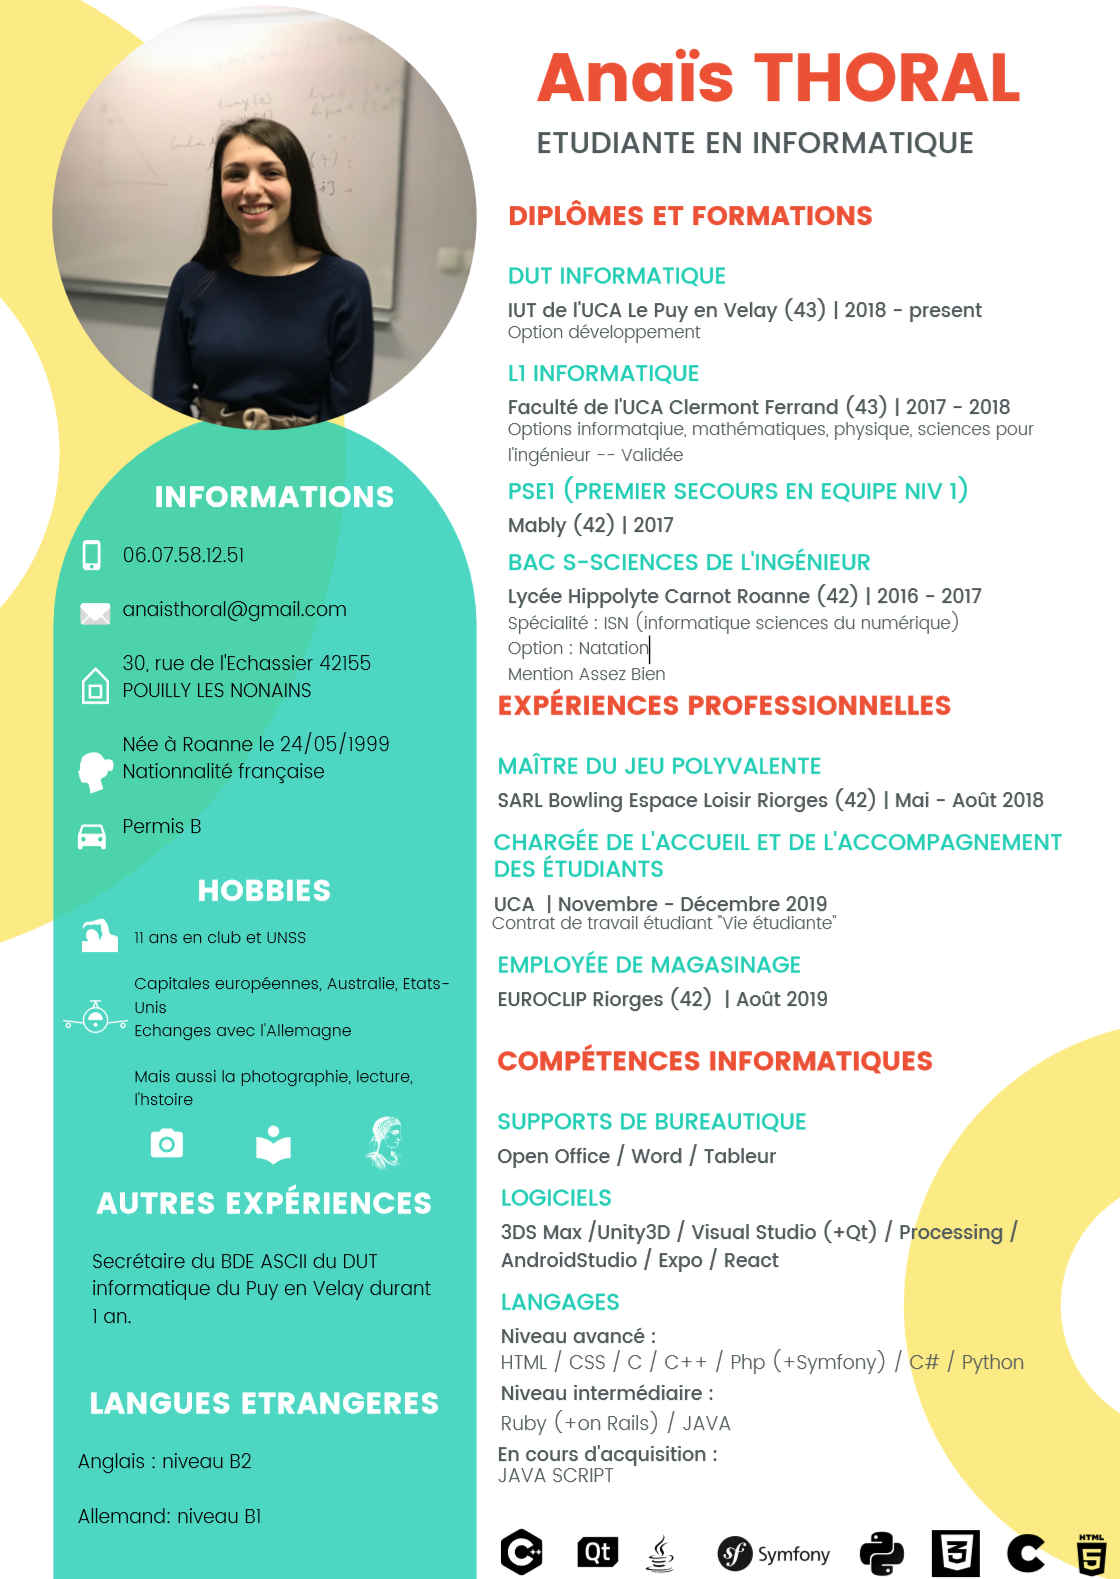 Anaïs THORAL
ETUDIANTE EN INFORMATIQUE
DIPLÔMES ET FORMATIONS
DUT INFORMATIQUE
IUT de l'UCA Le Puy en Velay (43) | 2018 - present
Option développement
L1 INFORMATIQUE
Faculté de l'UCA Clermont Ferrand (43) | 2017 - 2018
Options informatqiue, mathématiques, physique, sciences pour
l'ingénieur -- Validée
PSE1 (PREMIER SECOURS EN EQUIPE NIV 1)
Mably (42) | 2017
BAC S-SCIENCES DE L'INGÉNIEUR
Lycée Hippolyte Carnot Roanne (42) | 2016 - 2017
Spécialité : ISN (informatique sciences du numérique)
Option : Natation
Mention Assez Bien
EXPÉRIENCES PROFESSIONNELLES
MAÎTRE DU JEU POLYVALENTE
SARL Bowling Espace Loisir Riorges (42) | Mai - Août 2018
CHARGÉE DE L'ACCUEIL ET DE L'ACCOMPAGNEMENT
DES ÉTUDIANTS
UCA | Novembre - Décembre 2019
Contrat de travail étudiant "Vie étudiante"
EMPLOYÉE DE MAGASINAGE
EUROCLIP Riorges (42) | Août 2019
COMPÉTENCES INFORMATIQUES
SUPPORTS DE BUREAUTIQUE
Open Office / Word / Tableur
LOGICIELS
3DS Max /Unity3D / Visual Studio (+Qt) / Processing /
AndroidStudio / Expo / React
LANGAGES
Niveau avancé :
HTML / CSS / C / C++ / Php (+Symfony) / C# / Python
Niveau intermédiaire :
Ruby (+on Rails) / JAVA
En cours d'acquisition :
JAVA SCRIPT
C++
Qt
Java
sf Symfony
3
C
HTML
5
INFORMATIONS
06.07.58.12.51
anaisthoral@gmail.com
30, rue de l'Echassier 42155
POUILLY LES NONAINS
Née à Roanne le 24/05/1999
Nationnalité française
Permis B
HOBBIES
11 ans en club et UNSS
Capitales européennes, Australie, Etats-
Unis
Echanges avec l'Allemagne
Mais aussi la photographie, lecture,
l'hstoire
AUTRES EXPÉRIENCES
Secrétaire du BDE ASCII du DUT
informatique du Puy en Velay durant
1 an.
LANGUES ETRANGERES
Anglais : niveau B2
Allemand: niveau B1